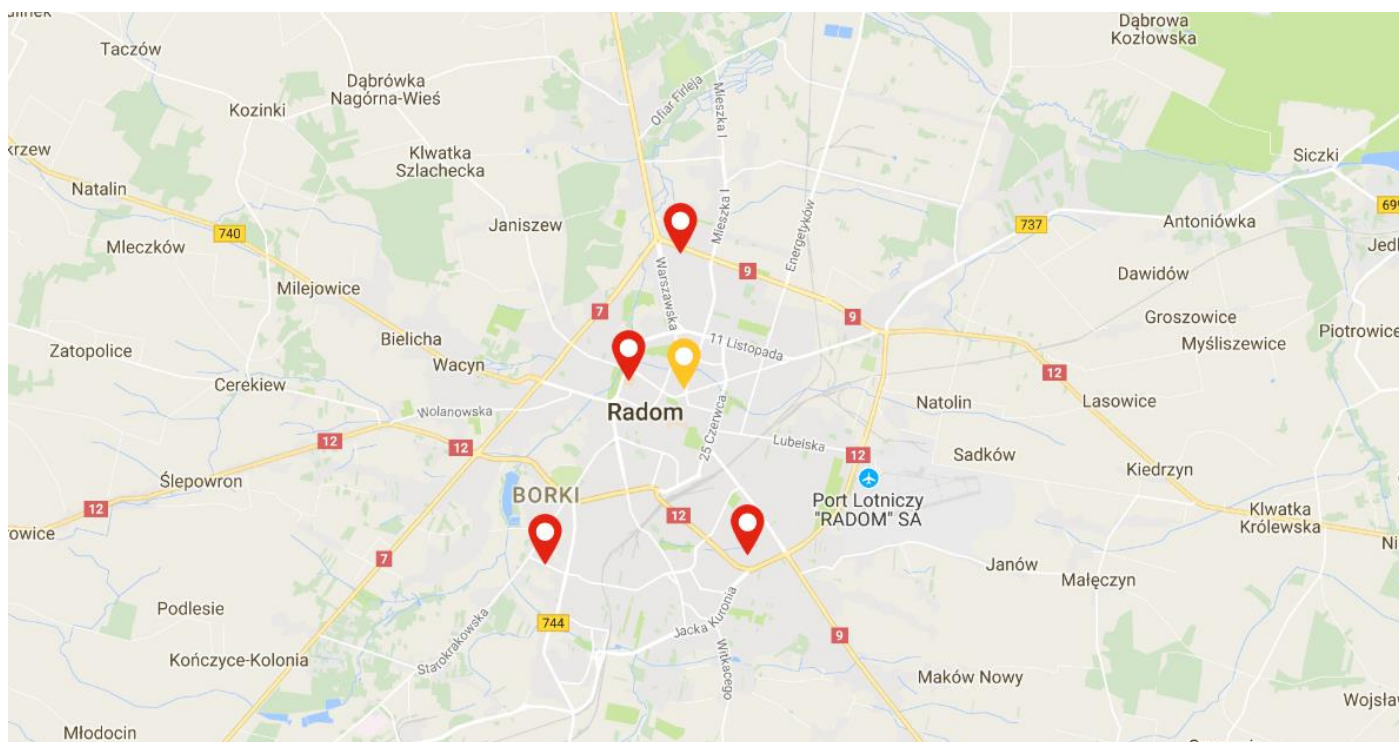 Dąbrowa
Kozłowska
Taczów
Dąbrówka
Nagórna-Wieś
Kozinki
Ofiar Firleja
Mieszka I
Klwatka
Szlachecka
Siczki
Natalin
Mieszka I
Energetyków
699
Antoniówka
Janiszew
737
740
Mleczków
Warszawska
9
Dawidów
Milejowice
7
9
Groszowice
Piotrowice
Bielicha
11 Listopada
Myśliszewice
Zatopolice
Wacyn
12
Cerekiew
Lasowice
Natolin
Wolanowska
Radom
25 Czerwca
12
12
Lubelska
12
Sadków
Kiedrzyn
Ślepowron
BORKI
Port Lotniczy
"RADOM" SA
12
12
Klwatka
Królewska
7
Janów
Małęczyn
Podlesie
744
Jacka Kuronia
9
Starokrakowska
Witkacego
Kończyce-Kolonia
Maków Nowy
Młodocin